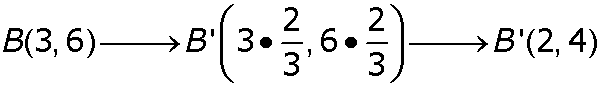 B(3, 6) ⟶ B'(3 • 2/3, 6 • 2/3) ⟶ B'(2, 4)